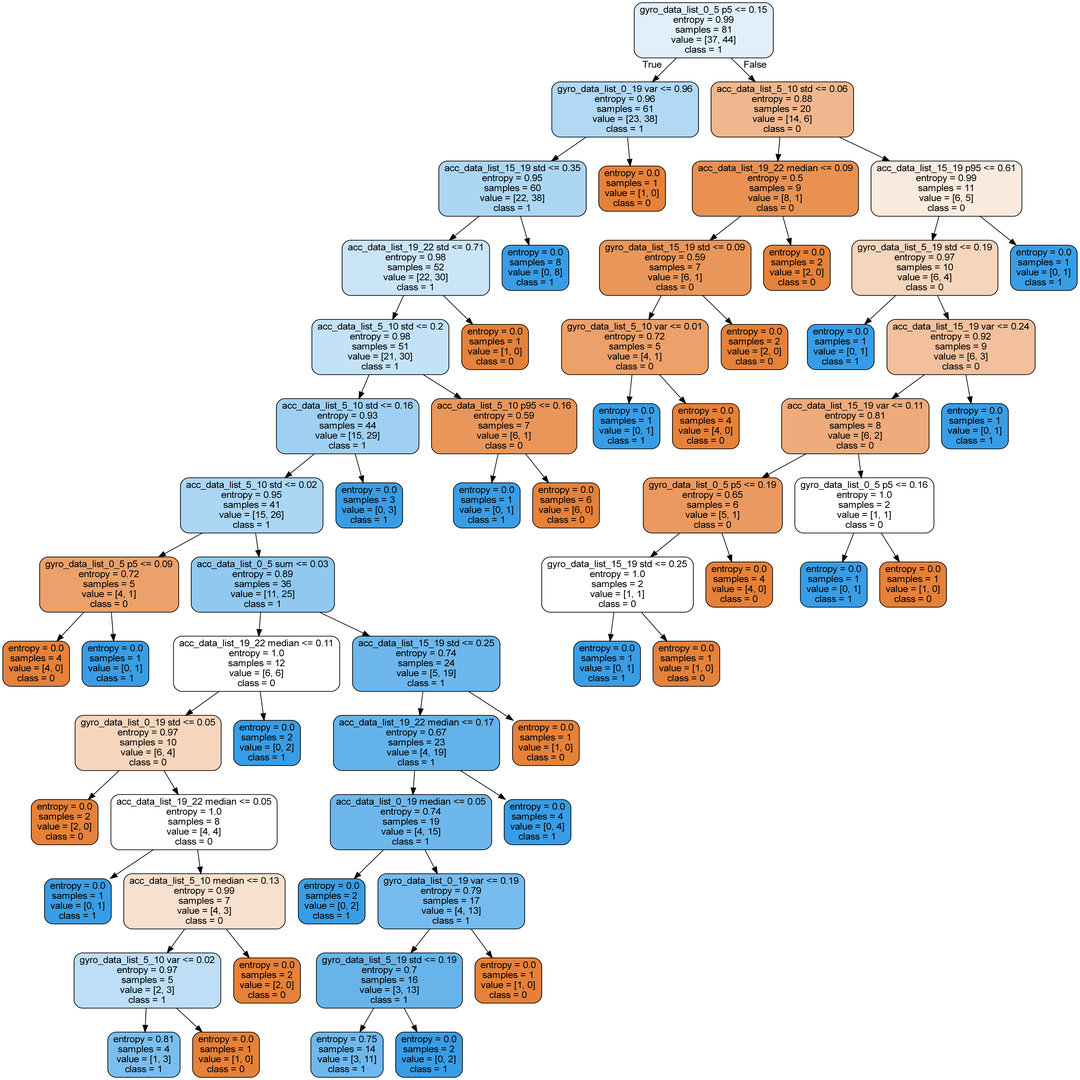 gyro_data_list_0_5 p5 <= 0.15
entropy = 0.99
samples = 81
value = [37, 44]
class = 1
True
False
gyro_data_list_0_19 var <= 0.96
entropy = 0.96
samples = 61
value = [23, 38]
class = 1
acc_data_list_5_10 std <= 0.06
entropy = 0.88
samples = 20
value = [14, 6]
class = 0
acc_data_list_15_19 std <= 0.35
entropy = 0.95
samples = 60
value = [22, 38]
class = 1
entropy = 0.0
samples = 1
value = [1, 0]
class = 0
acc_data_list_19_22 median <= 0.09
entropy = 0.5
samples = 9
value = [8, 1]
class = 0
acc_data_list_15_19 p95 <= 0.61
entropy = 0.99
samples = 11
value = [6, 5]
class = 0
acc_data_list_19_22 std <= 0.71
entropy = 0.98
samples = 52
value = [22, 30]
class = 1
entropy = 0.0
samples = 8
value = [0, 8]
class = 1
gyro_data_list_15_19 std <= 0.09
entropy = 0.59
samples = 7
value = [6, 1]
class = 0
entropy = 0.0
samples = 2
value = [2, 0]
class = 0
gyro_data_list_5_19 std <= 0.19
entropy = 0.97
samples = 10
value = [6, 4]
class = 0
entropy = 0.0
samples = 1
value = [0, 1]
class = 1
acc_data_list_5_10 std <= 0.2
entropy = 0.98
samples = 51
value = [21, 30]
class = 1
entropy = 0.0
samples = 1
value = [1, 0]
class = 0
gyro_data_list_5_10 var <= 0.01
entropy = 0.72
samples = 5
value = [4, 1]
class = 0
entropy = 0.0
samples = 2
value = [2, 0]
class = 0
entropy = 0.0
samples = 1
value = [0, 1]
class = 1
acc_data_list_15_19 var <= 0.24
entropy = 0.92
samples = 9
value = [6, 3]
class = 0
acc_data_list_5_10 std <= 0.16
entropy = 0.93
samples = 44
value = [15, 29]
class = 1
acc_data_list_5_10 p95 <= 0.16
entropy = 0.59
samples = 7
value = [6, 1]
class = 0
entropy = 0.0
samples = 1
value = [0, 1]
class = 1
entropy = 0.0
samples = 4
value = [4, 0]
class = 0
acc_data_list_15_19 var <= 0.11
entropy = 0.81
samples = 8
value = [6, 2]
class = 0
entropy = 0.0
samples = 1
value = [0, 1]
class = 1
acc_data_list_5_10 std <= 0.02
entropy = 0.95
samples = 41
value = [15, 26]
class = 1
entropy = 0.0
samples = 3
value = [0, 3]
class = 1
entropy = 0.0
samples = 1
value = [0, 1]
class = 1
entropy = 0.0
samples = 6
value = [6, 0]
class = 0
gyro_data_list_0_5 p5 <= 0.19
entropy = 0.65
samples = 6
value = [5, 1]
class = 0
gyro_data_list_0_5 p5 <= 0.16
entropy = 1.0
samples = 2
value = [1, 1]
class = 0
gyro_data_list_0_5 p5 <= 0.09
entropy = 0.72
samples = 5
value = [4, 1]
class = 0
acc_data_list_0_5 sum <= 0.03
entropy = 0.89
samples = 36
value = [11, 25]
class = 1
gyro_data_list_15_19 std <= 0.25
entropy = 1.0
samples = 2
value = [1, 1]
class = 0
entropy = 0.0
samples = 4
value = [4, 0]
class = 0
entropy = 0.0
samples = 1
value = [0, 1]
class = 1
entropy = 0.0
samples = 1
value = [1, 0]
class = 0
entropy = 0.0
samples = 4
value = [4, 0]
class = 0
entropy = 0.0
samples = 1
value = [0, 1]
class = 1
acc_data_list_19_22 median <= 0.11
entropy = 1.0
samples = 12
value = [6, 6]
class = 0
acc_data_list_15_19 std <= 0.25
entropy = 0.74
samples = 24
value = [5, 19]
class = 1
entropy = 0.0
samples = 1
value = [0, 1]
class = 1
entropy = 0.0
samples = 1
value = [1, 0]
class = 0
gyro_data_list_0_19 std <= 0.05
entropy = 0.97
samples = 10
value = [6, 4]
class = 0
entropy = 0.0
samples = 2
value = [0, 2]
class = 1
acc_data_list_19_22 median <= 0.17
entropy = 0.67
samples = 23
value = [4, 19]
class = 1
entropy = 0.0
samples = 1
value = [1, 0]
class = 0
entropy = 0.0
samples = 2
value = [2, 0]
class = 0
acc_data_list_19_22 median <= 0.05
entropy = 1.0
samples = 8
value = [4, 4]
class = 0
acc_data_list_0_19 median <= 0.05
entropy = 0.74
samples = 19
value = [4, 15]
class = 1
entropy = 0.0
samples = 4
value = [0, 4]
class = 1
entropy = 0.0
samples = 1
value = [0, 1]
class = 1
acc_data_list_5_10 median <= 0.13
entropy = 0.99
samples = 7
value = [4, 3]
class = 0
entropy = 0.0
samples = 2
value = [0, 2]
class = 1
gyro_data_list_0_19 var <= 0.19
entropy = 0.79
samples = 17
value = [4, 13]
class = 1
gyro_data_list_5_10 var <= 0.02
entropy = 0.97
samples = 5
value = [2, 3]
class = 1
entropy = 0.0
samples = 2
value = [2, 0]
class = 0
gyro_data_list_5_19 std <= 0.19
entropy = 0.7
samples = 16
value = [3, 13]
class = 1
entropy = 0.0
samples = 1
value = [1, 0]
class = 0
entropy = 0.81
samples = 4
value = [1, 3]
class = 1
entropy = 0.0
samples = 1
value = [1, 0]
class = 0
entropy = 0.75
samples = 14
value = [3, 11]
class = 1
entropy = 0.0
samples = 2
value = [0, 2]
class = 1